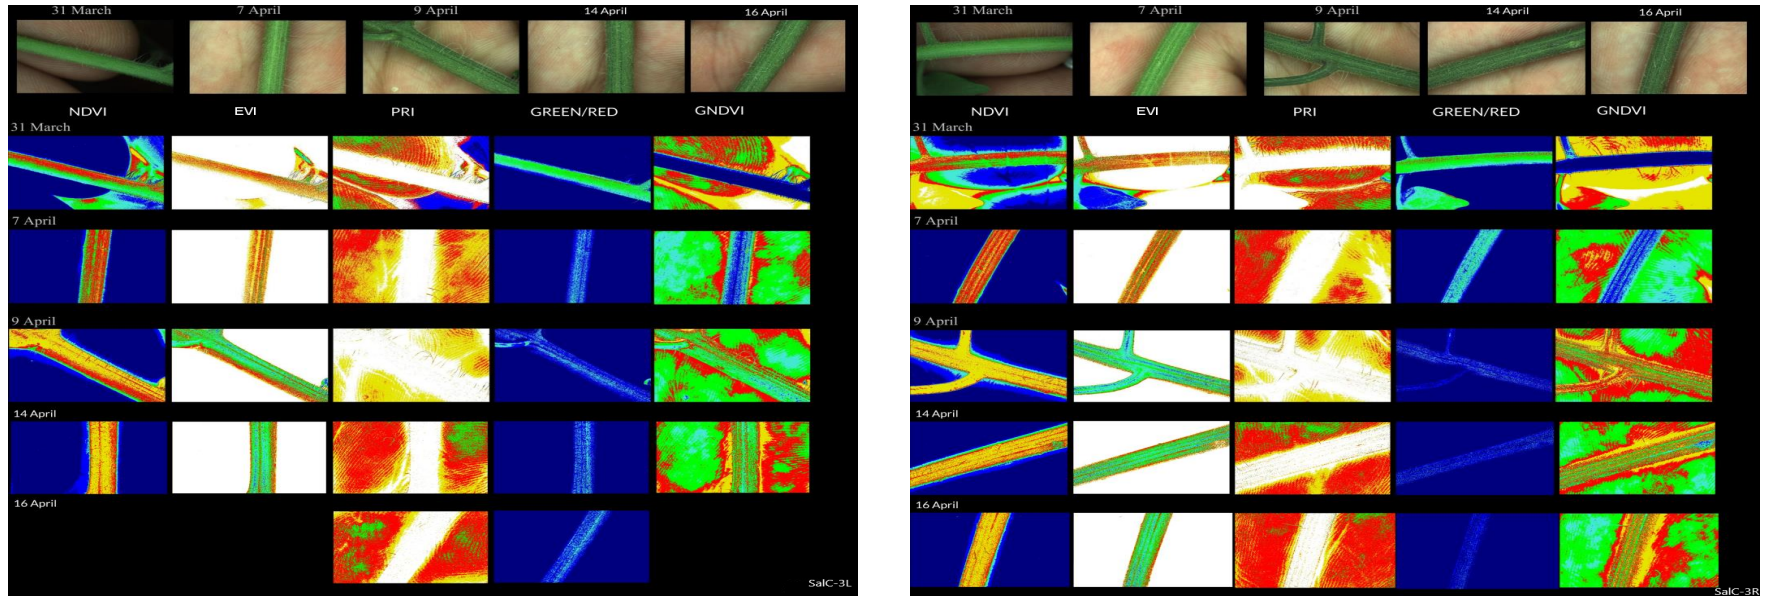 31 March 7 April 9 April 14 April 16 April
NDVI EVI PRI GREEN/RED GNDVI
31 March
7 April
9 April
14 April
16 April
SalC-3L
31 March 7 April 9 April 14 April 16 April
NDVI EVI PRI GREEN/RED GNDVI
31 March
7 April
9 April
14 April
16 April
SalC-3R